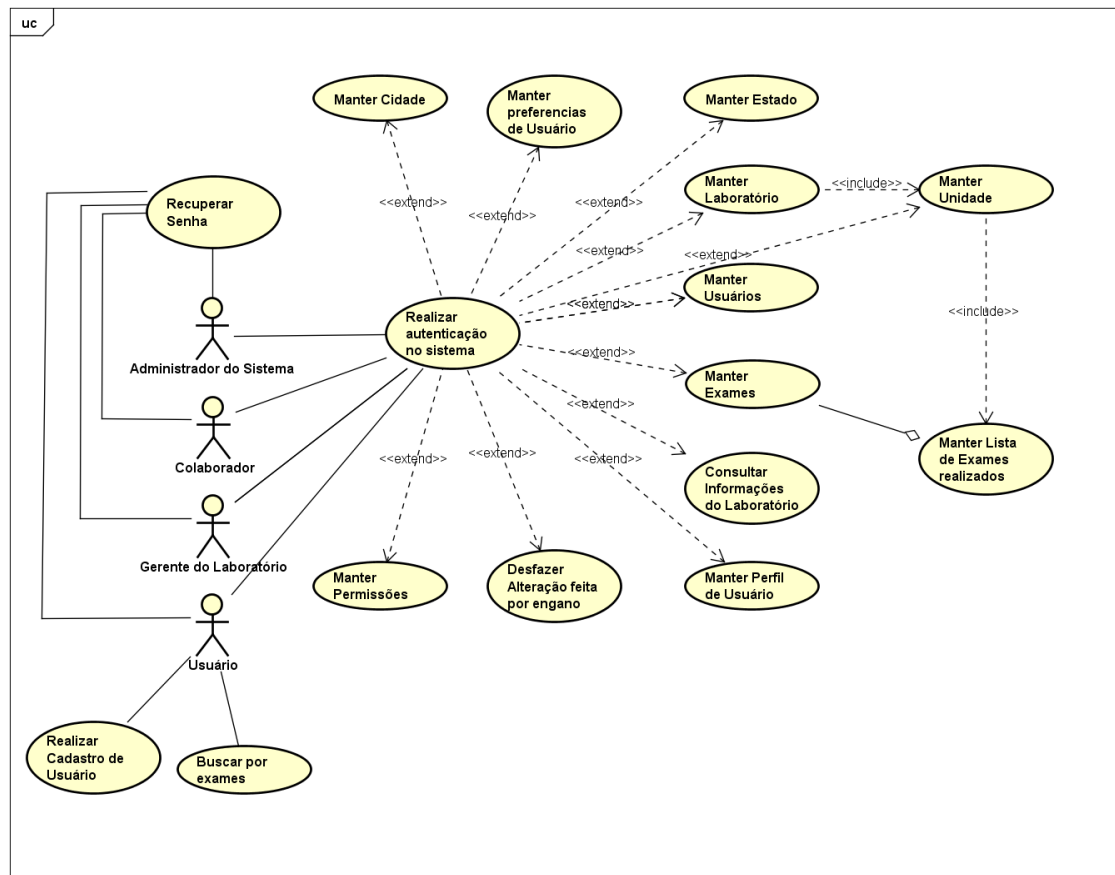 uc
Manter Cidade
Manter
preferencias
de Usuário
Manter Estado
Manter
Laboratório
<<include>>
Manter
Unidade
Recuperar
Senha
<<extend>>
<<extend>>
<<extend>>
<<extend>>
<<extend>>
Manter
Usuários
<<extend>>
Realizar
autenticação
no sistema
<<include>>
Administrador do Sistema
<<extend>>
Manter
Exames
<<extend>>
Colaborador
Manter Lista
de Exames
realizados
<<extend>>
<<extend>>
<<extend>>
Consultar
Informações
do Laboratório
Gerente do Laboratório
Manter
Permissões
Desfazer
Alteração feita
por engano
Manter Perfil
de Usuário
Usuário
Realizar
Cadastro de
Usuário
Buscar por
exames